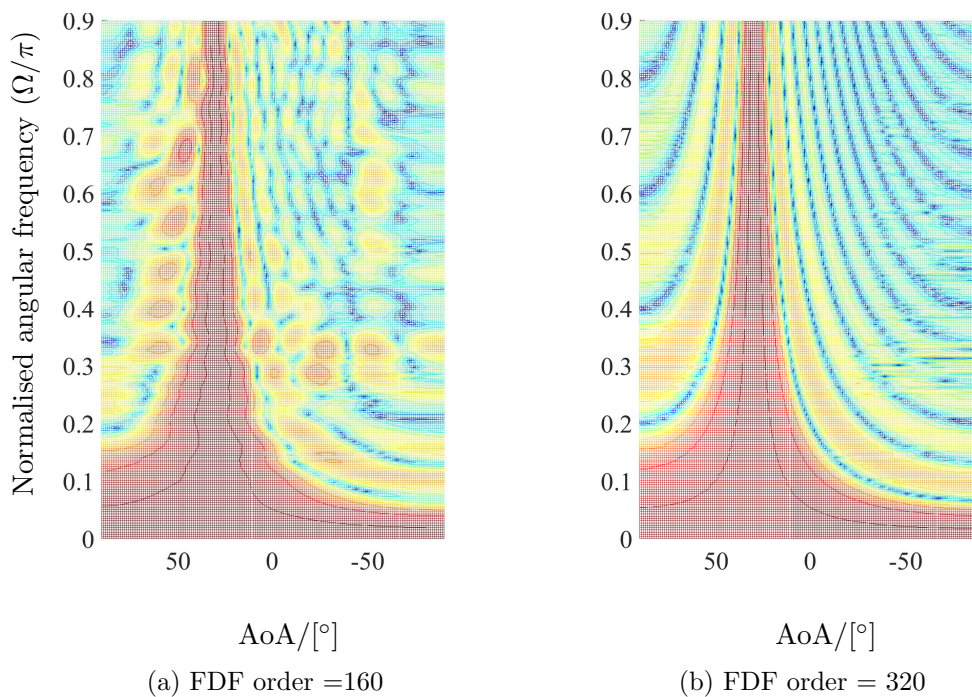 Normalised angular frequency (Ω/π)
0.9
0.8
0.7
0.6
0.5
0.4
0.3
0.2
0.1
0
50 0 -50
AoA/[°]
(a) FDF order =160
0.9
0.8
0.7
0.6
0.5
0.4
0.3
0.2
0.1
0
50 0 -50
AoA/[°]
(b) FDF order = 320